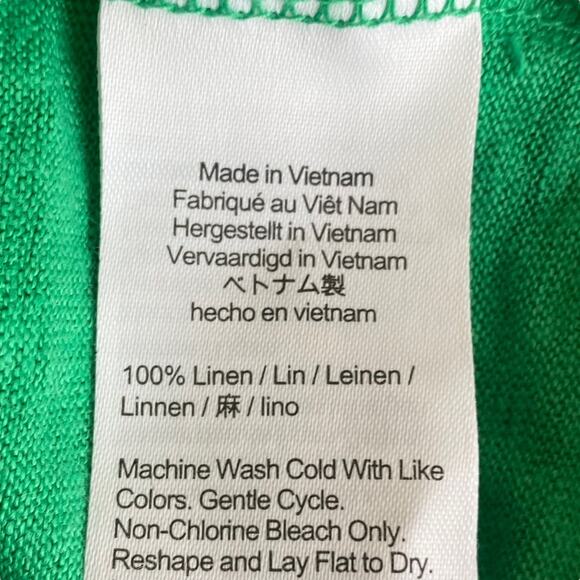 Made in Vietnam
Fabriqué au Viêt Nam
Hergestellt in Vietnam
Vervaardigd in Vietnam
ベトナム製
hecho en vietnam
100% Linen / Lin / Leinen /
Linnen / 麻 / lino
Machine Wash Cold With Like
Colors. Gentle Cycle.
Non-Chlorine Bleach Only.
Reshape and Lay Flat to Dry.